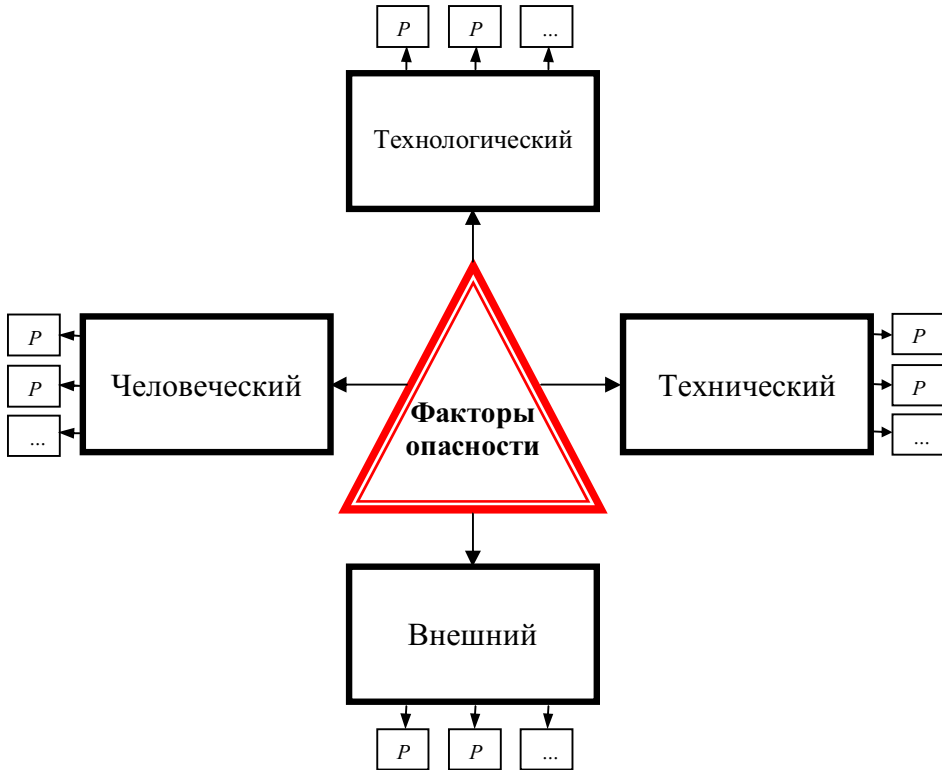 P P ...
Технологический
P
P
...
Человеческий
Факторы
опасности
Технический
P
P
...
Внешний
P P ...